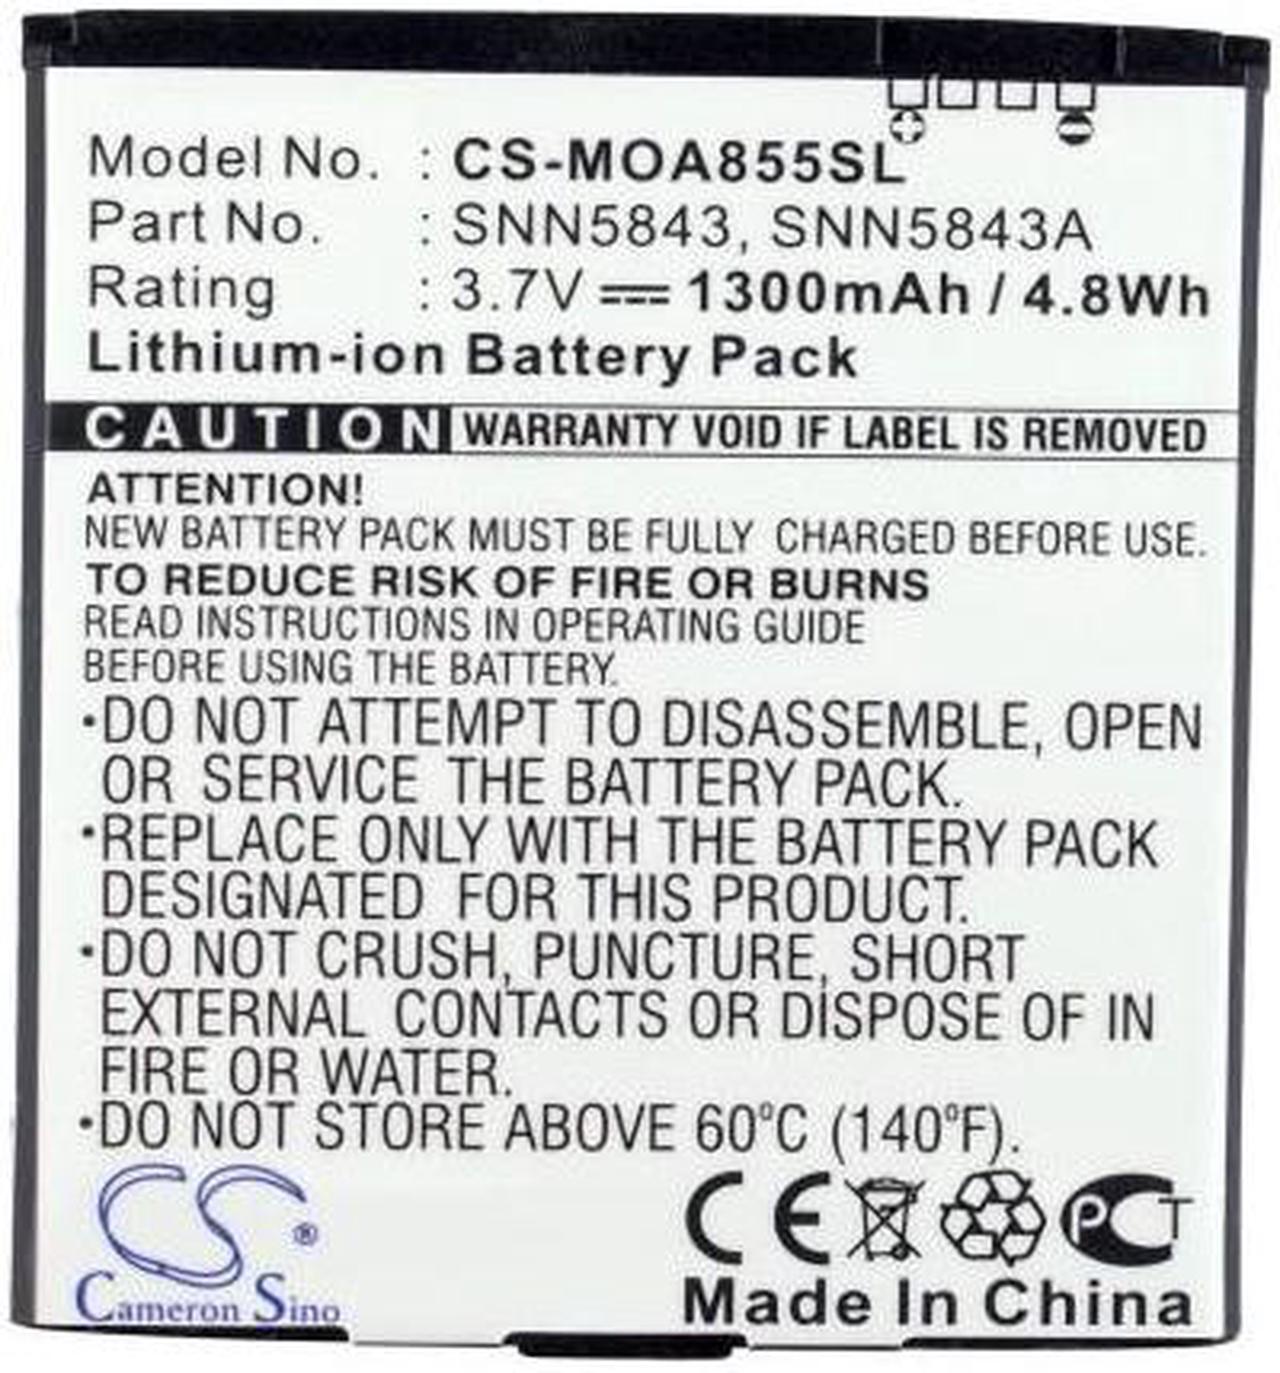 Model No. : CS-MOA855SL
Part No. : SNN5843, SNN5843A
Rating : 3.7V ⎓ 1300mAh / 4.8Wh
Lithium-ion Battery Pack
CAUTION WARRANTY VOID IF LABEL IS REMOVED
ATTENTION!
NEW BATTERY PACK MUST BE FULLY CHARGED BEFORE USE.
TO REDUCE RISK OF FIRE OR BURNS
READ INSTRUCTIONS IN OPERATING GUIDE
BEFORE USING THE BATTERY.
•DO NOT ATTEMPT TO DISASSEMBLE, OPEN
OR SERVICE THE BATTERY PACK.
•REPLACE ONLY WITH THE BATTERY PACK
DESIGNATED FOR THIS PRODUCT.
•DO NOT CRUSH, PUNCTURE, SHORT
EXTERNAL CONTACTS OR DISPOSE OF IN
FIRE OR WATER.
•DO NOT STORE ABOVE 60°C (140°F).
CS®
Cameron Sino
CE PCT
Made In China